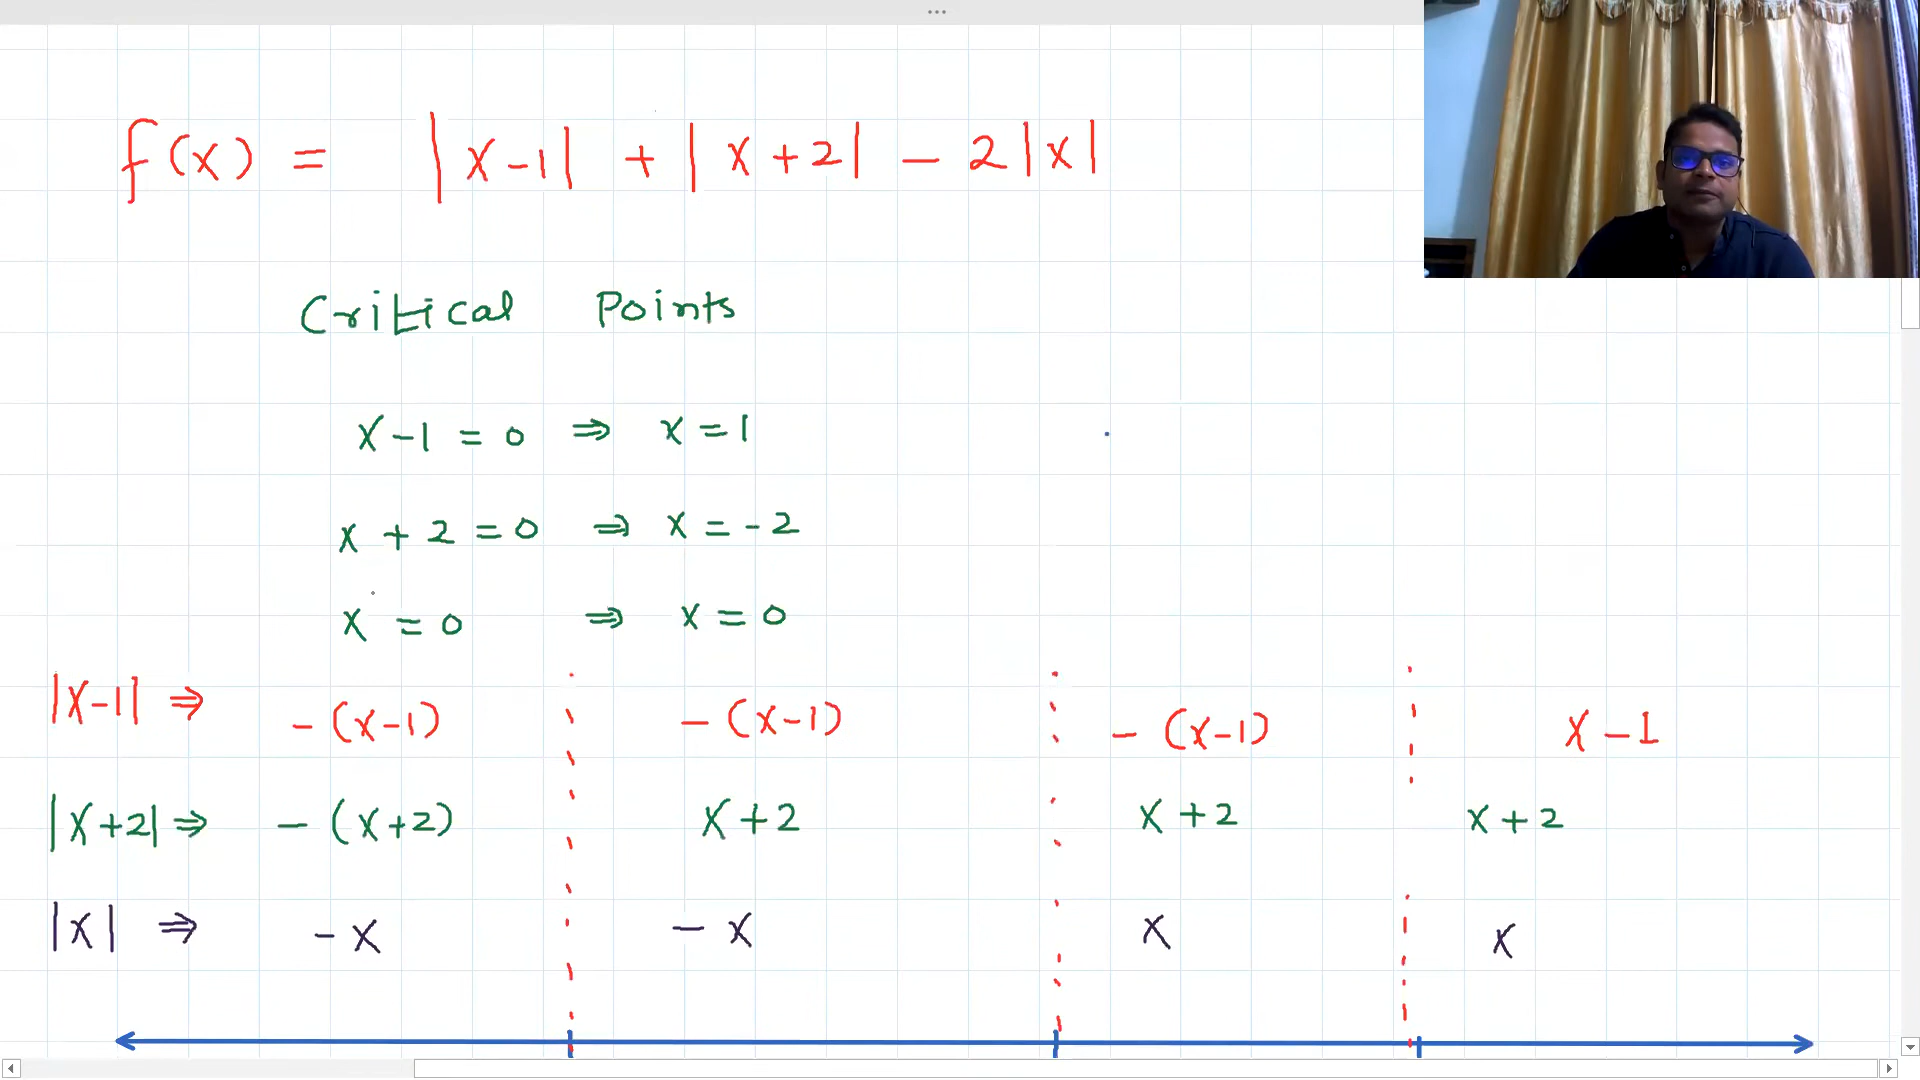 f(x) = |x-1| + |x+2| - 2|x|
Critical Points
x-1 = 0 ⇒ x = 1
x + 2 = 0 ⇒ x = -2
x = 0 ⇒ x = 0
|x-1| ⇒ -(x-1) -(x-1) -(x-1) x-1
|x+2| ⇒ -(x+2) x+2 x+2 x+2
|x| ⇒ -x -x x x